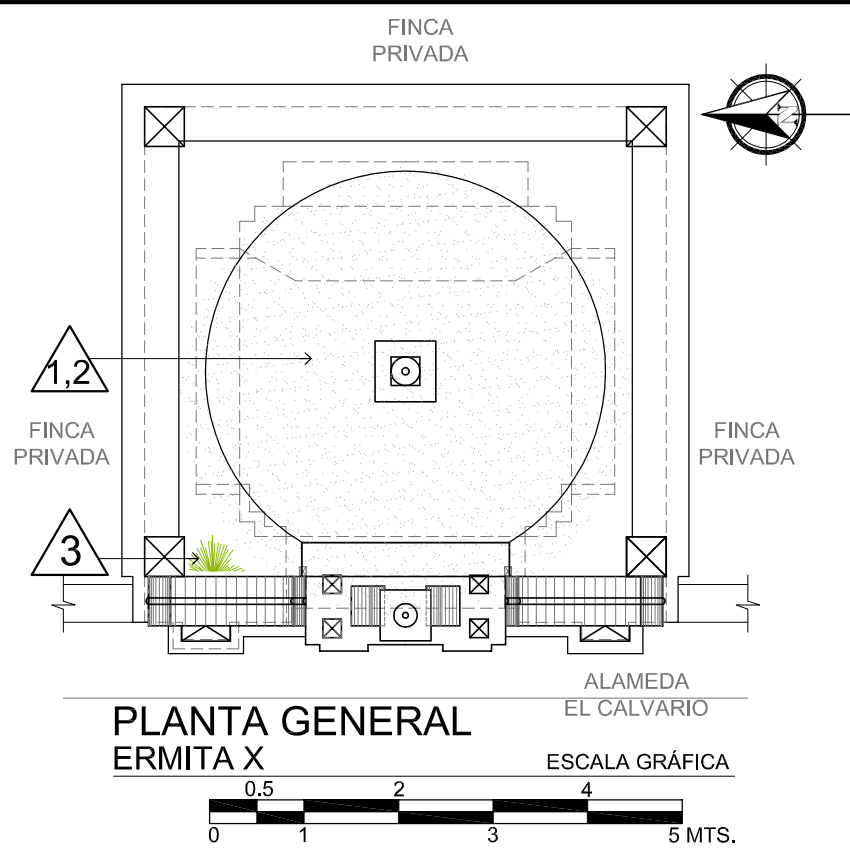 FINCA
PRIVADA
N
1,2
FINCA
PRIVADA
FINCA
PRIVADA
3
ALAMEDA
EL CALVARIO
PLANTA GENERAL
ERMITA X
ESCALA GRÁFICA
0.5 2 4
0 1 3 5 MTS.